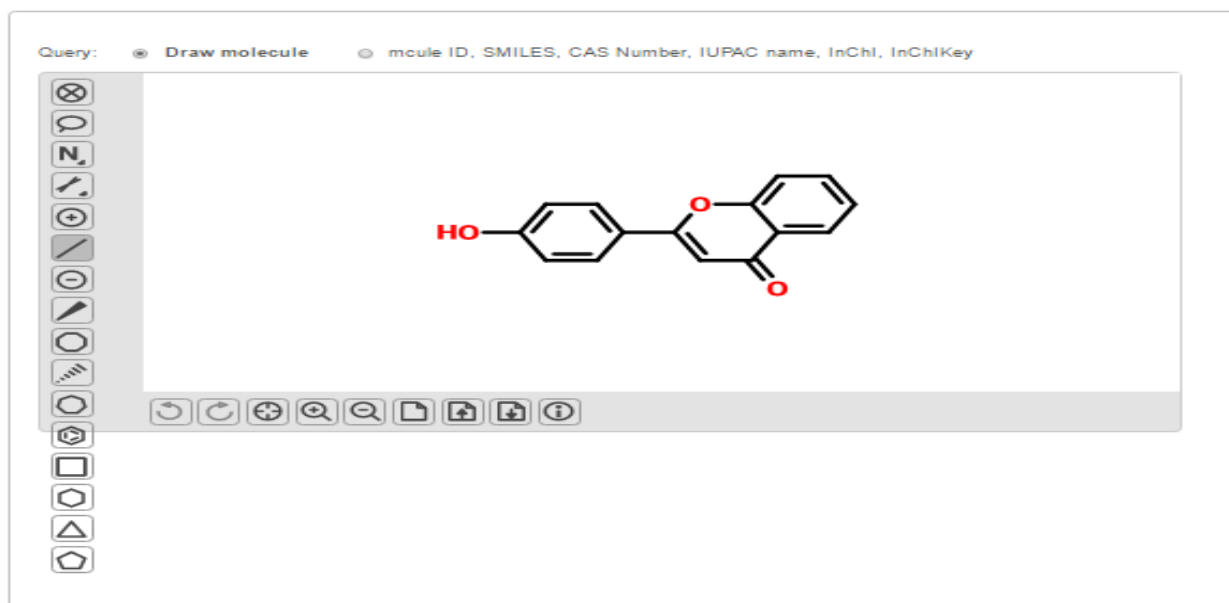 Query: Draw molecule mcule ID, SMILES, CAS Number, IUPAC name, InChI, InChIKey
N
O
HO
O